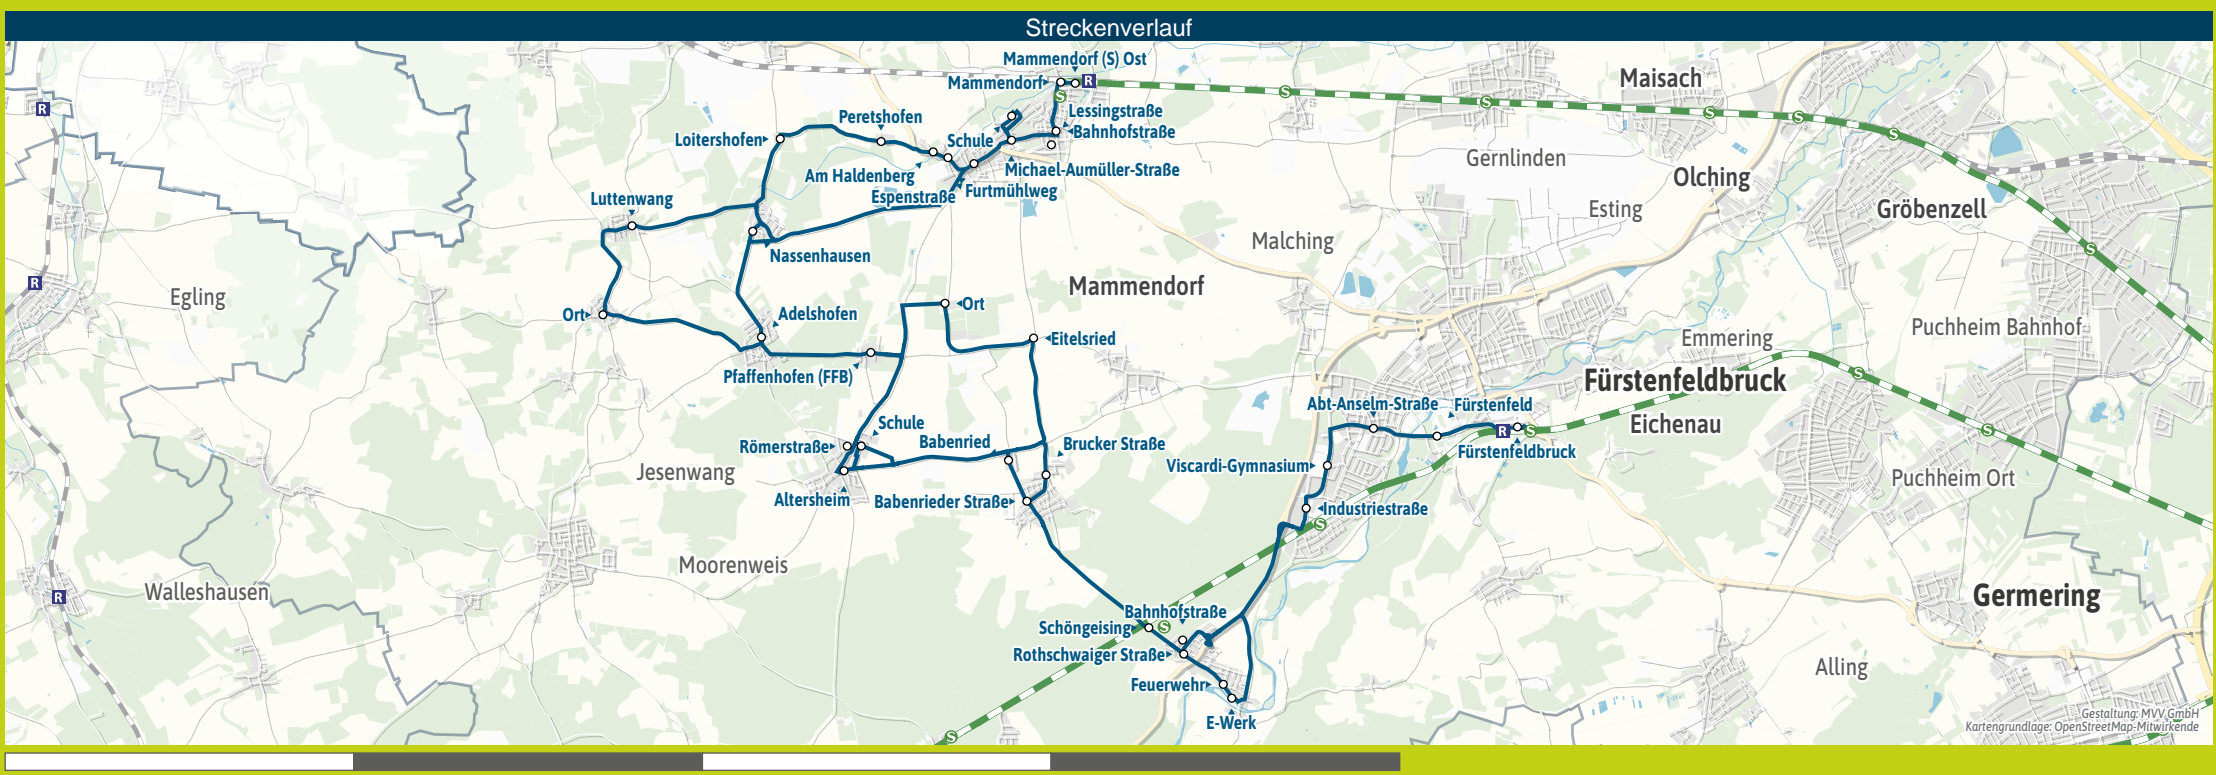 Streckenverlauf
Mammendorf (S) Ost
Mammendorf
R
S
Lessingstraße
Bahnhofstraße
Schule
Michael-Aumüller-Straße
Furtmühlweg
Espenstraße
Am Haldenberg
Peretshofen
Loitershofen
Luttenwang
Nassenhausen
Ort
Adelshofen
Pfaffenhofen (FFB)
Ort
Eitelsried
Schule
Römerstraße
Babenried
Brucker Straße
Altersheim
Babenrieder Straße
Bahnhofstraße
Schöngeising
S
Rothschwaiger Straße
Feuerwehr
E-Werk
Industriestraße
S
Viscardi-Gymnasium
Abt-Anselm-Straße
Fürstenfeld
R
S
Fürstenfeldbruck
Maisach
Gernlinden
Olching
Esting
Gröbenzell
Malching
Mammendorf
Emmering
Puchheim Bahnhof
Fürstenfeldbruck
Eichenau
Puchheim Ort
Germering
Alling
Egling
Jesenwang
Moorenweis
Walleshausen
R
R
R
S
S
S
S
S
S
S
S
S
Gestaltung: MVV GmbH
Kartengrundlage: OpenStreetMap-Mitwirkende